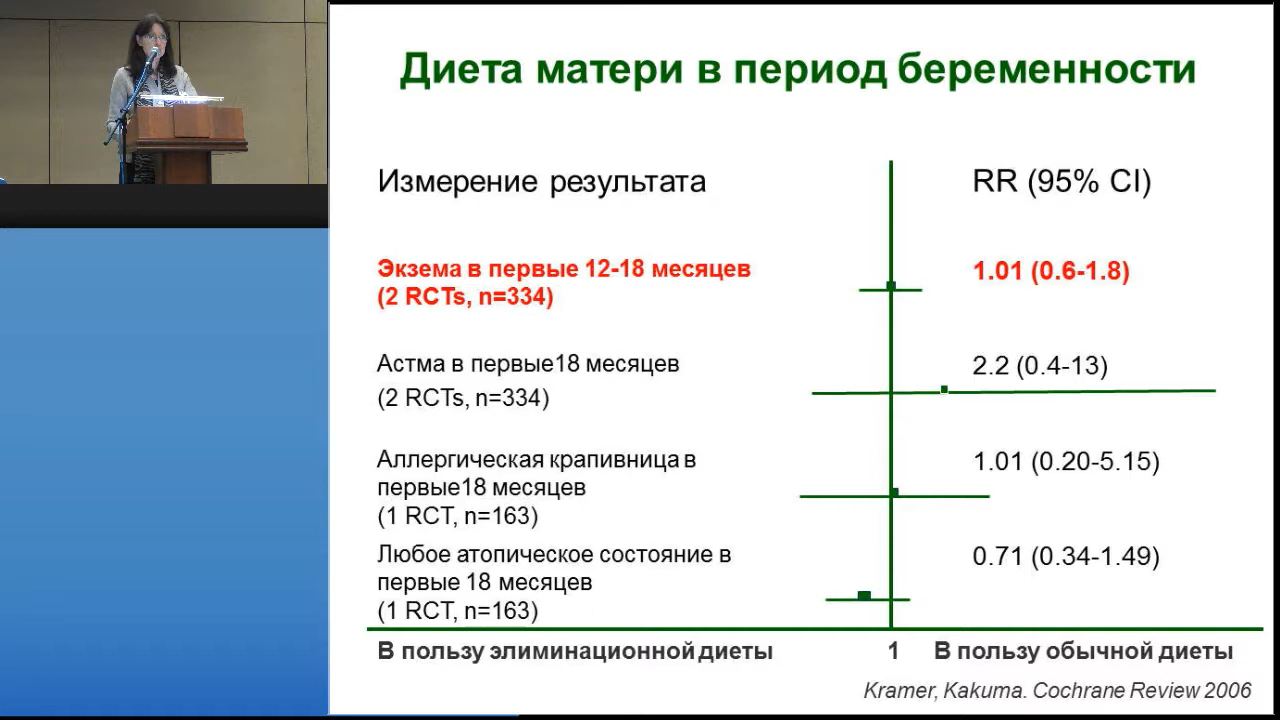 Диета матери в период беременности
Измерение результата
RR (95% CI)
Экзема в первые 12-18 месяцев
(2 RCTs, n=334)
1.01 (0.6-1.8)
Астма в первые18 месяцев
(2 RCTs, n=334)
2.2 (0.4-13)
Аллергическая крапивница в
первые18 месяцев
(1 RCT, n=163)
1.01 (0.20-5.15)
Любое атопическое состояние в
первые 18 месяцев
(1 RCT, n=163)
0.71 (0.34-1.49)
В пользу элиминационной диеты
1
В пользу обычной диеты
Kramer, Kakuma. Cochrane Review 2006